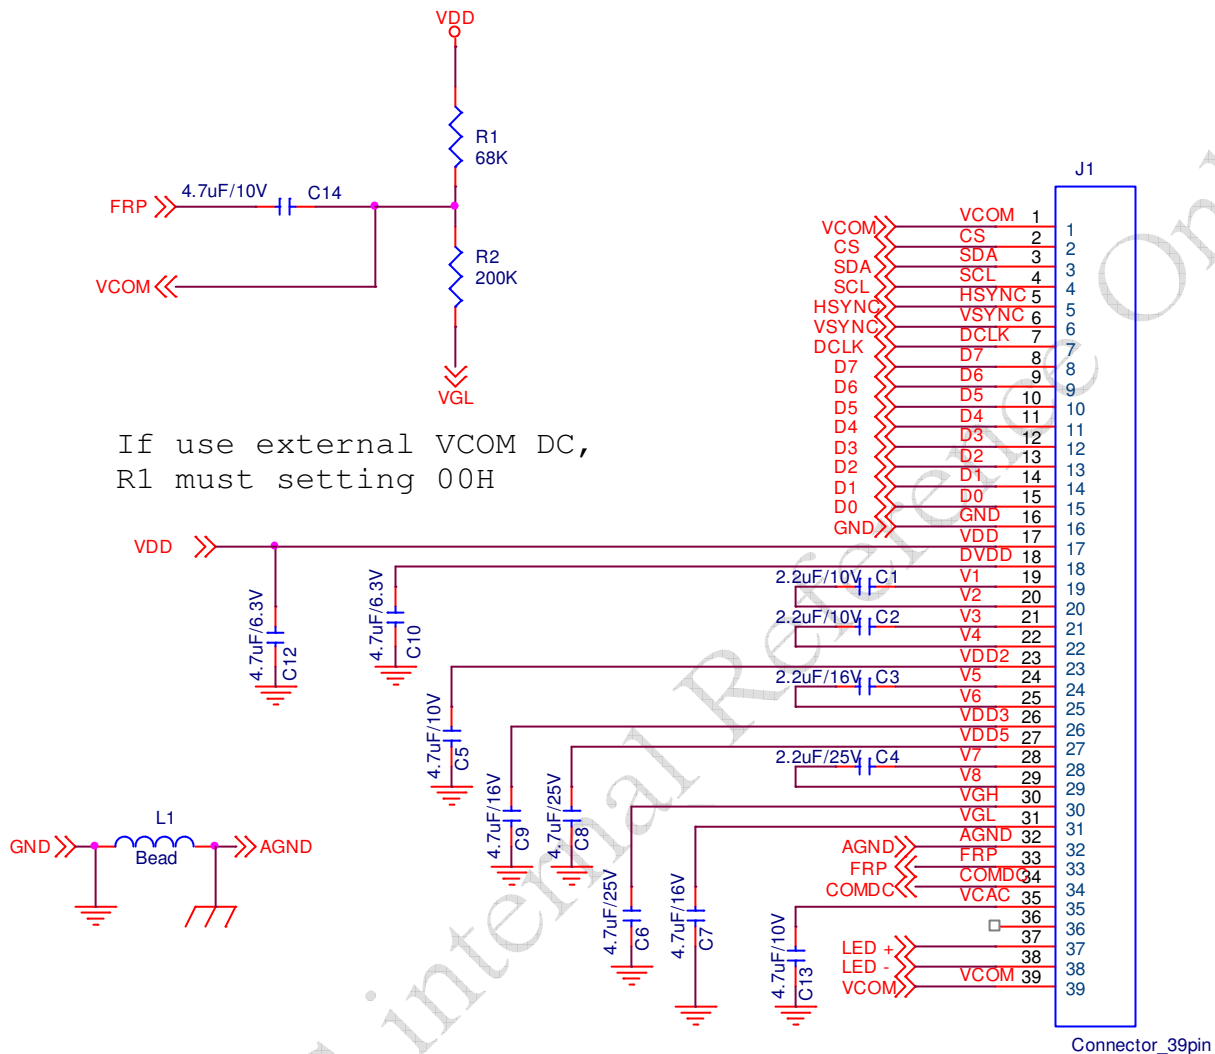 VDD
R1
68K
4.7uF/10V
C14
FRP
R2
200K
VCOM
VGL
If use external VCOM DC,
R1 must setting 00H
VDD
4.7uF/6.3V
C12
4.7uF/6.3V
C10
4.7uF/10V
C5
4.7uF/16V
C9
4.7uF/25V
C8
4.7uF/25V
C6
4.7uF/16V
C7
4.7uF/10V
C13
L1
GND
Bead
AGND
J1
VCOM VCOM 1 1
CS CS 2 2
SDA SDA 3 3
SCL SCL 4 4
HSYNC HSYNC 5 5
VSYNC VSYNC 6 6
DCLK DCLK 7 7
D7 D7 8 8
D6 D6 9 9
D5 D5 10 10
D4 D4 11 11
D3 D3 12 12
D2 D2 13 13
D1 D1 14 14
D0 D0 15 15
GND GND 16 16
VDD 17 17
DVDD 18 18
2.2uF/10V C1 V1 19 19
V2 20 20
2.2uF/10V C2 V3 21 21
V4 22 22
VDD2 23 23
2.2uF/16V C3 V5 24 24
V6 25 25
VDD3 26 26
VDD5 27 27
2.2uF/25V C4 V7 28 28
V8 29 29
VGH 30 30
VGL 31 31
AGND AGND 32 32
FRP FRP 33 33
COMDC COMDC 34 34
VCAC 35 35
36 36
LED + 37 37
LED - 38 38
VCOM VCOM 39 39
Connector_39pin
internal Reference On